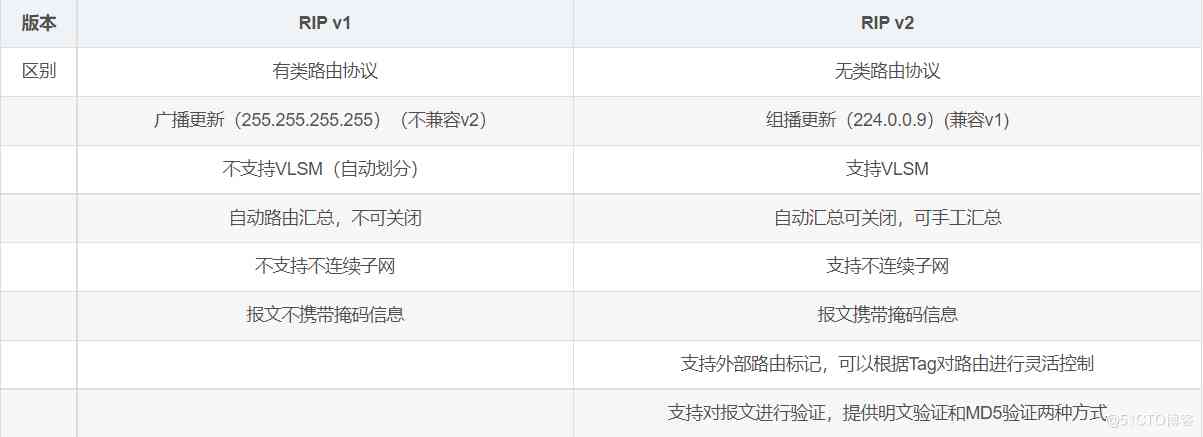 版本 RIP v1 RIP v2
区别 有类路由协议 无类路由协议
广播更新（255.255.255.255）（不兼容v2） 组播更新（224.0.0.9）(兼容v1)
不支持VLSM（自动划分） 支持VLSM
自动路由汇总，不可关闭 自动汇总可关闭，可手工汇总
不支持不连续子网 支持不连续子网
报文不携带掩码信息 报文携带掩码信息
支持外部路由标记，可以根据Tag对路由进行灵活控制
支持对报文进行验证，提供明文验证和MD5验证两种方式
@51CTO博客